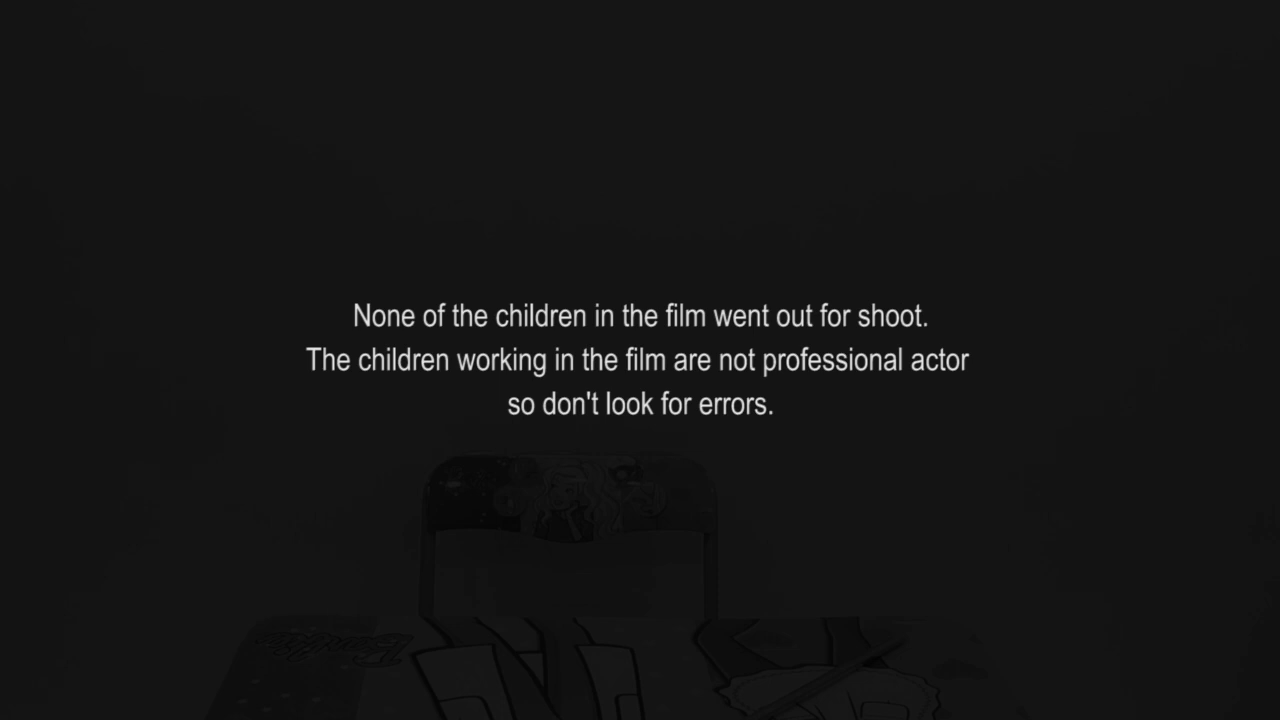 None of the children in the film went out for shoot.
The children working in the film are not professional actor
so don't look for errors.